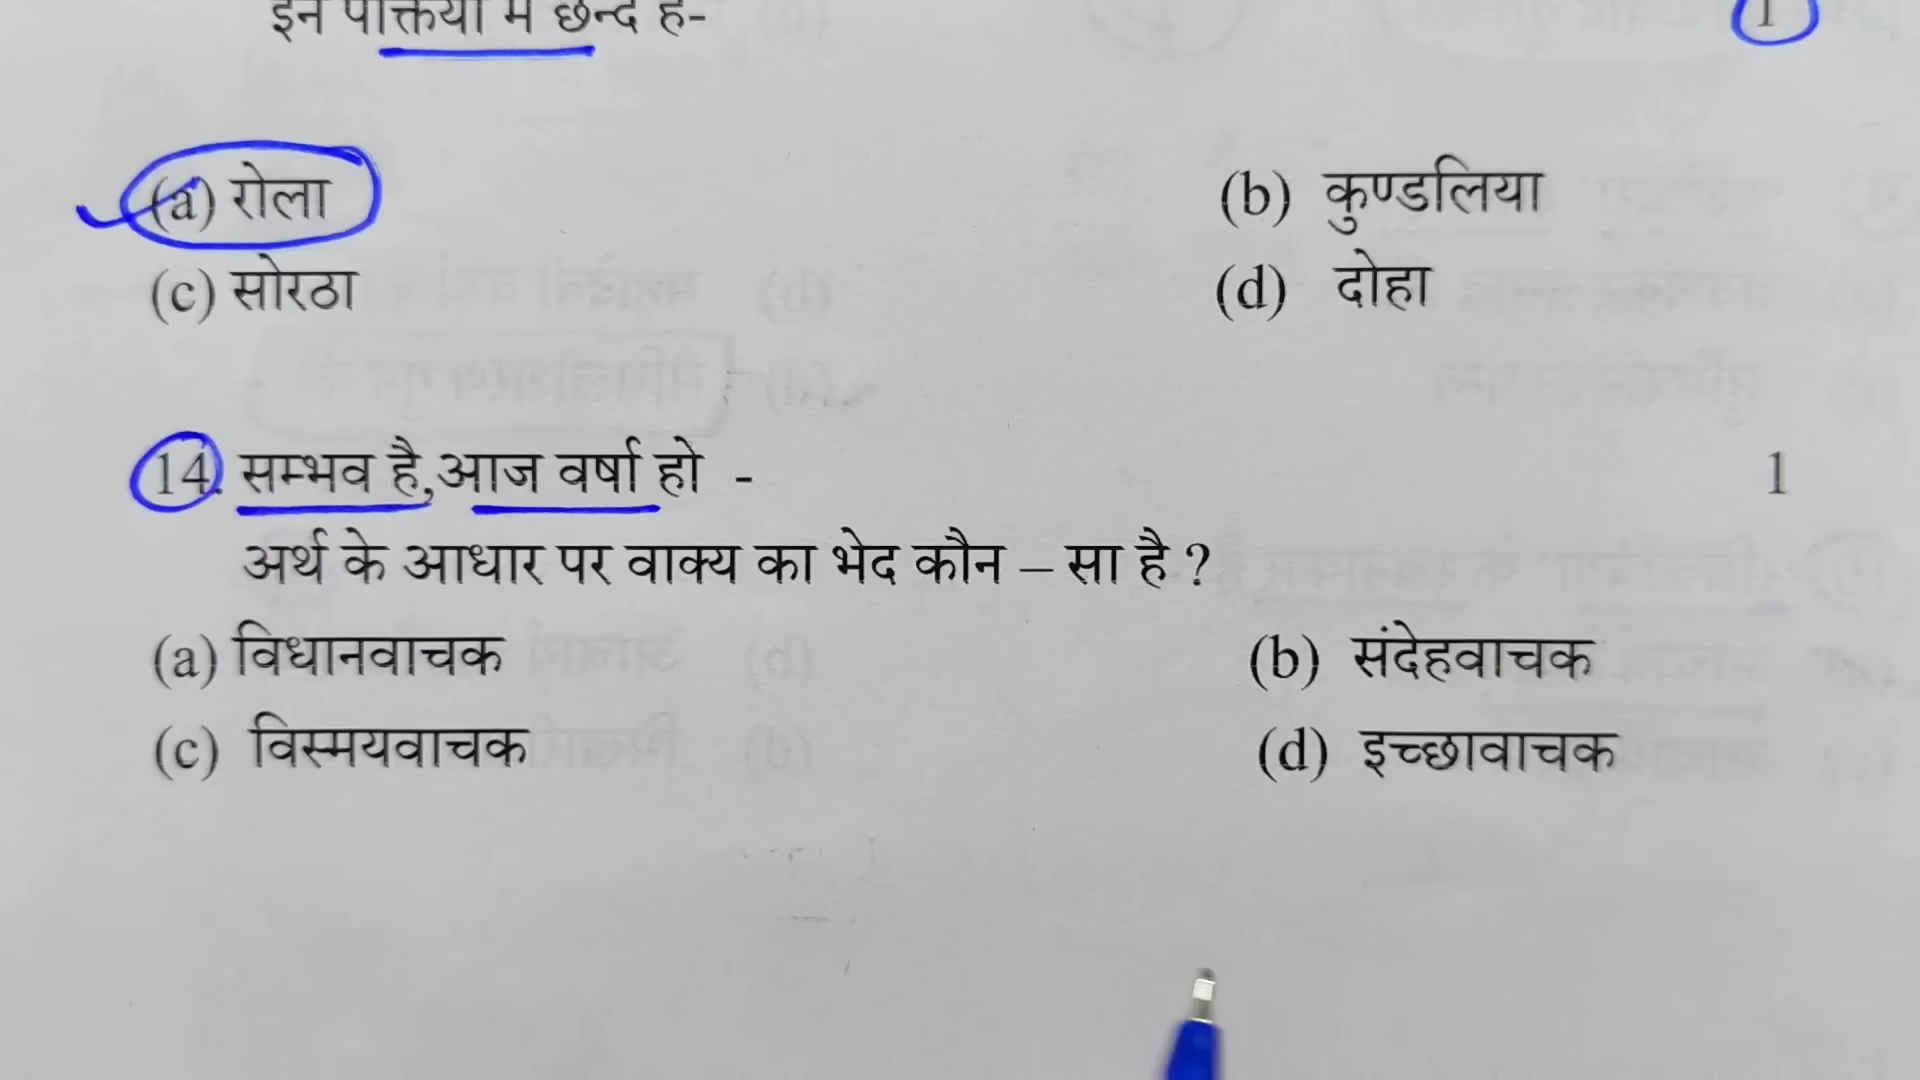 इन पंक्तियों में छन्द है- 1
(a) रोला (b) कुण्डलिया
(c) सोरठा (d) दोहा
14. सम्भव है,आज वर्षा हो - 1
अर्थ के आधार पर वाक्य का भेद कौन – सा है ?
(a) विधानवाचक (b) संदेहवाचक
(c) विस्मयवाचक (d) इच्छावाचक